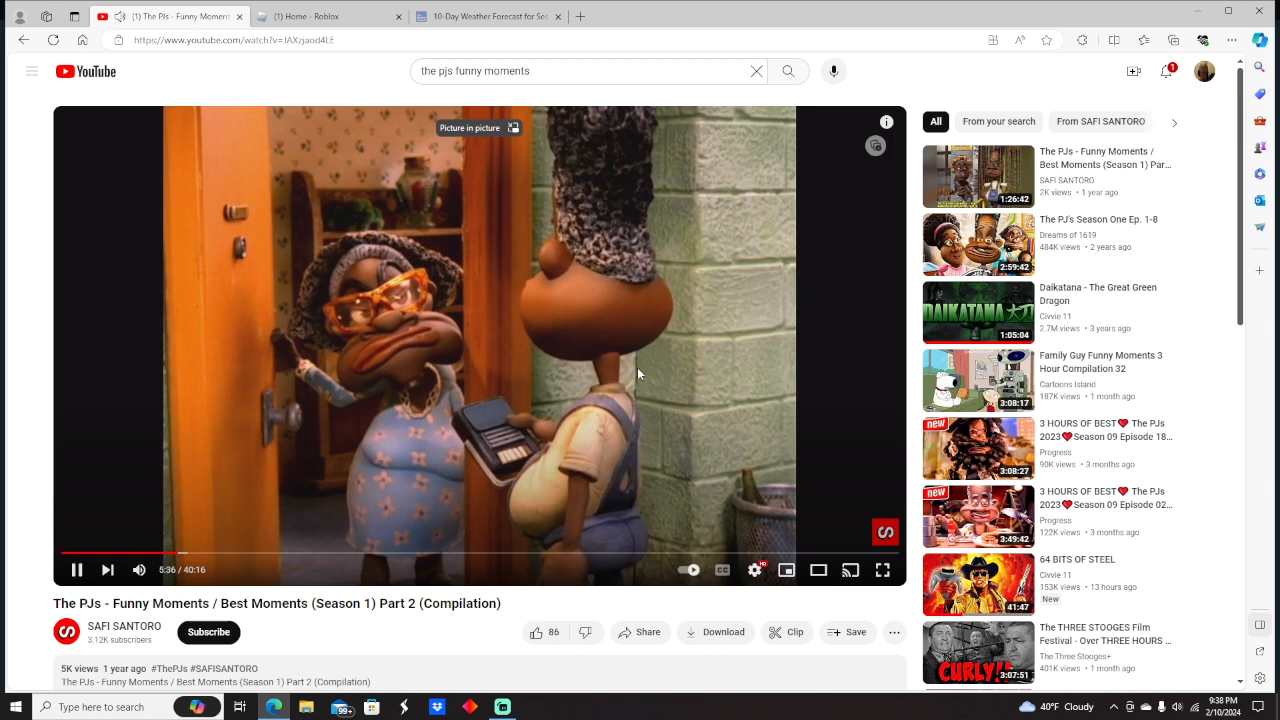 (1) The PJs - Funny Moment
(1) Home - Roblox
10-Day Weather Forecast for Ses
https://www.youtube.com/watch?v=JAXzjaod4LE
YouTube
the pjs funny moments
1
Picture in picture
All
From your search
From SAFI SANTORO
The PJs - Funny Moments /
Best Moments (Season 1) Par...
SAFI SANTORO
2K views • 1 year ago
1:26:42
The PJ's Season One Ep. 1-8
Dreams of 1619
484K views • 2 years ago
2:59:42
Daikatana - The Great Green
Dragon
Civvie 11
2.7M views • 3 years ago
DAIKATANA 大刀
1:05:04
Family Guy Funny Moments 3
Hour Compilation 32
Cartoons Island
187K views • 1 month ago
3:08:17
new
3 HOURS OF BEST❤️ The PJs
2023❤️Season 09 Episode 18...
Progress
90K views • 3 months ago
3:08:27
new
3 HOURS OF BEST❤️ The PJs
2023❤️Season 09 Episode 02...
Progress
122K views • 3 months ago
3:49:42
64 BITS OF STEEL
Civvie 11
153K views • 13 hours ago
New
41:47
The THREE STOOGES Film
Festival - Over THREE HOURS ...
The Three Stooges+
401K views • 1 month ago
CURLY!!
3:07:51
5:36 / 40:16
CC
HD
The PJs - Funny Moments / Best Moments (Season 1) Part 2 (Compilation)
SAFI SANTORO
3.12K subscribers
Subscribe
86
Share
Download
Clip
Save
5K views 1 year ago #ThePJs #SAFISANTORO
The PJs - Funny Moments / Best Moments (Season 1) Part 2 (Compilation)
Type here to search
99+
40°F Cloudy
9:38 PM
2/10/2024